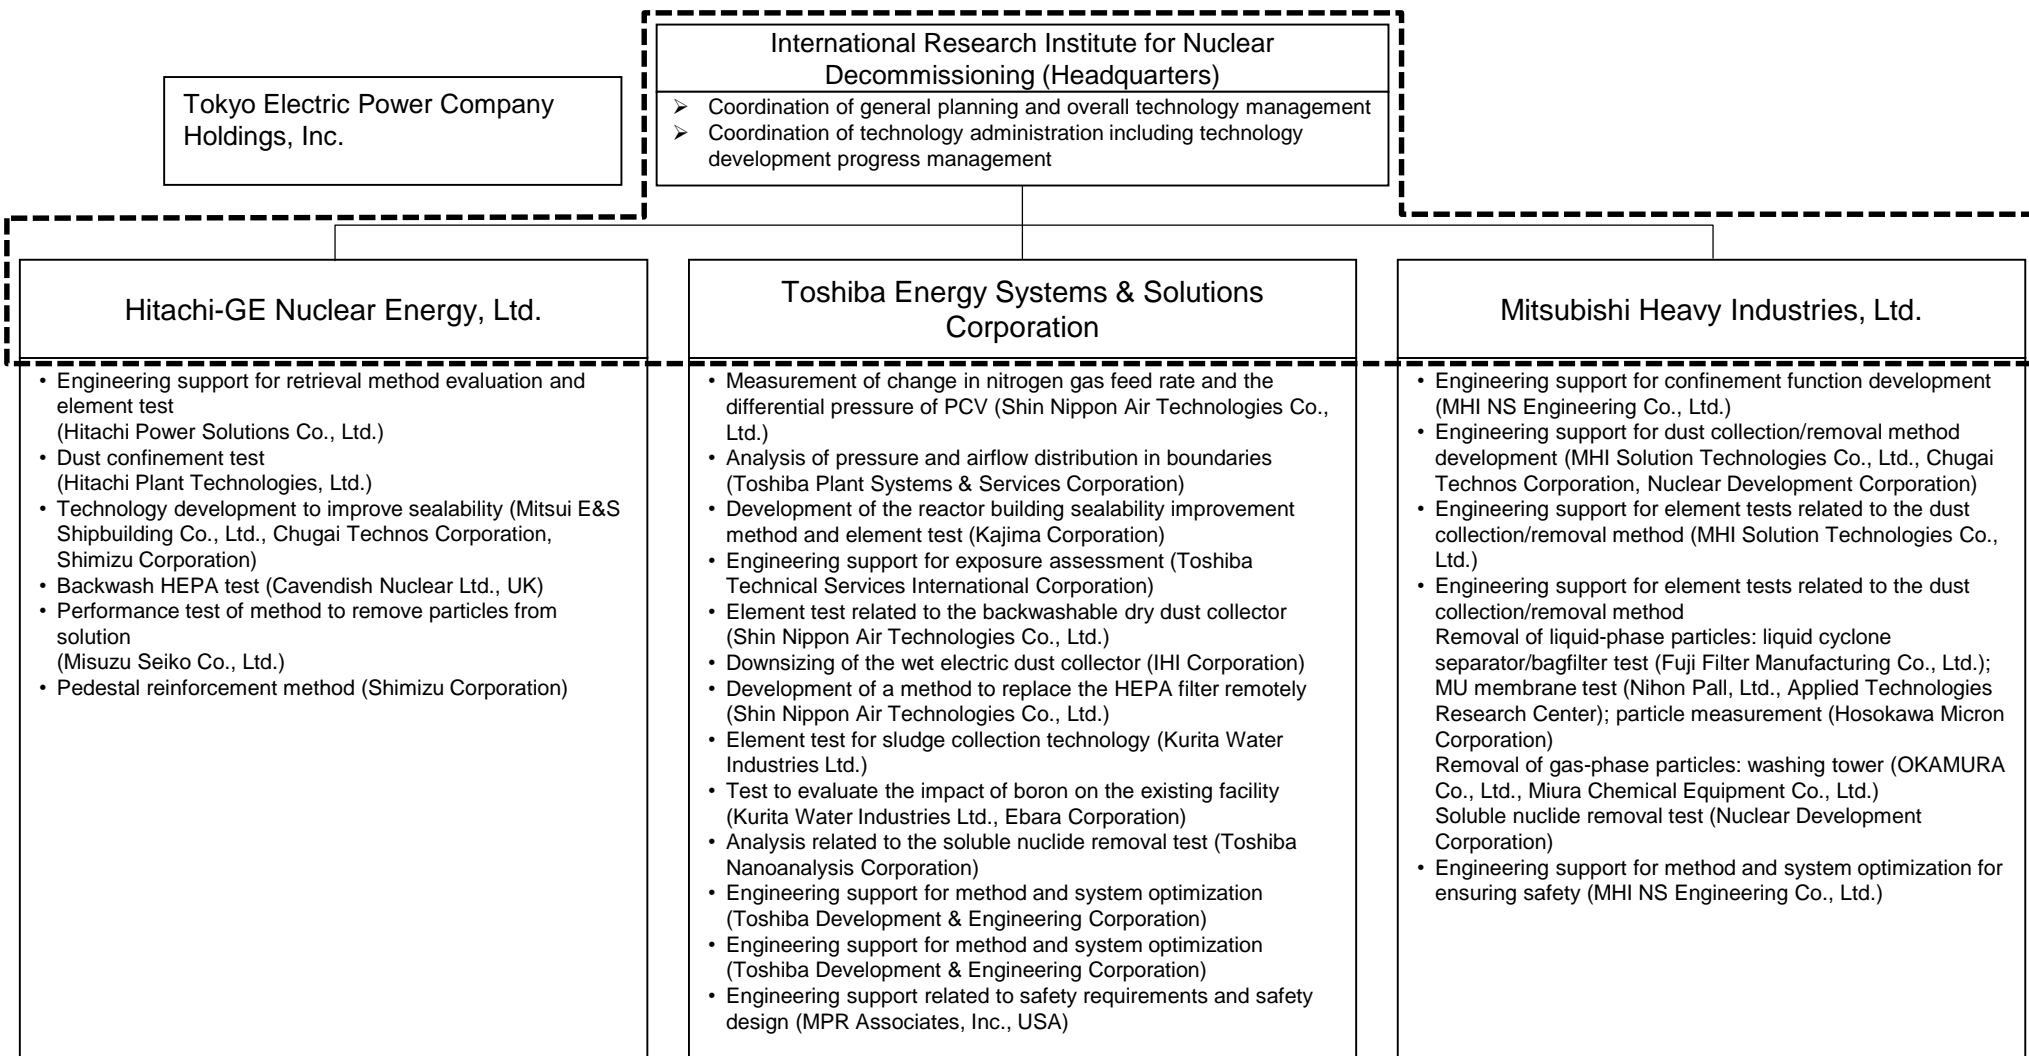 International Research Institute for Nuclear
Decommissioning (Headquarters)
➢ Coordination of general planning and overall technology management
➢ Coordination of technology administration including technology
development progress management
Tokyo Electric Power Company
Holdings, Inc.
Hitachi-GE Nuclear Energy, Ltd.
• Engineering support for retrieval method evaluation and
element test
(Hitachi Power Solutions Co., Ltd.)
• Dust confinement test
(Hitachi Plant Technologies, Ltd.)
• Technology development to improve sealability (Mitsui E&S
Shipbuilding Co., Ltd., Chugai Technos Corporation,
Shimizu Corporation)
• Backwash HEPA test (Cavendish Nuclear Ltd., UK)
• Performance test of method to remove particles from
solution
(Misuzu Seiko Co., Ltd.)
• Pedestal reinforcement method (Shimizu Corporation)
Toshiba Energy Systems & Solutions
Corporation
• Measurement of change in nitrogen gas feed rate and the
differential pressure of PCV (Shin Nippon Air Technologies Co.,
Ltd.)
• Analysis of pressure and airflow distribution in boundaries
(Toshiba Plant Systems & Services Corporation)
• Development of the reactor building sealability improvement
method and element test (Kajima Corporation)
• Engineering support for exposure assessment (Toshiba
Technical Services International Corporation)
• Element test related to the backwashable dry dust collector
(Shin Nippon Air Technologies Co., Ltd.)
• Downsizing of the wet electric dust collector (IHI Corporation)
• Development of a method to replace the HEPA filter remotely
(Shin Nippon Air Technologies Co., Ltd.)
• Element test for sludge collection technology (Kurita Water
Industries Ltd.)
• Test to evaluate the impact of boron on the existing facility
(Kurita Water Industries Ltd., Ebara Corporation)
• Analysis related to the soluble nuclide removal test (Toshiba
Nanoanalysis Corporation)
• Engineering support for method and system optimization
(Toshiba Development & Engineering Corporation)
• Engineering support for method and system optimization
(Toshiba Development & Engineering Corporation)
• Engineering support related to safety requirements and safety
design (MPR Associates, Inc., USA)
Mitsubishi Heavy Industries, Ltd.
• Engineering support for confinement function development
(MHI NS Engineering Co., Ltd.)
• Engineering support for dust collection/removal method
development (MHI Solution Technologies Co., Ltd., Chugai
Technos Corporation, Nuclear Development Corporation)
• Engineering support for element tests related to the dust
collection/removal method (MHI Solution Technologies Co.,
Ltd.)
• Engineering support for element tests related to the dust
collection/removal method
Removal of liquid-phase particles: liquid cyclone
separator/bagfilter test (Fuji Filter Manufacturing Co., Ltd.);
MU membrane test (Nihon Pall, Ltd., Applied Technologies
Research Center); particle measurement (Hosokawa Micron
Corporation)
Removal of gas-phase particles: washing tower (OKAMURA
Co., Ltd., Miura Chemical Equipment Co., Ltd.)
Soluble nuclide removal test (Nuclear Development
Corporation)
• Engineering support for method and system optimization for
ensuring safety (MHI NS Engineering Co., Ltd.)